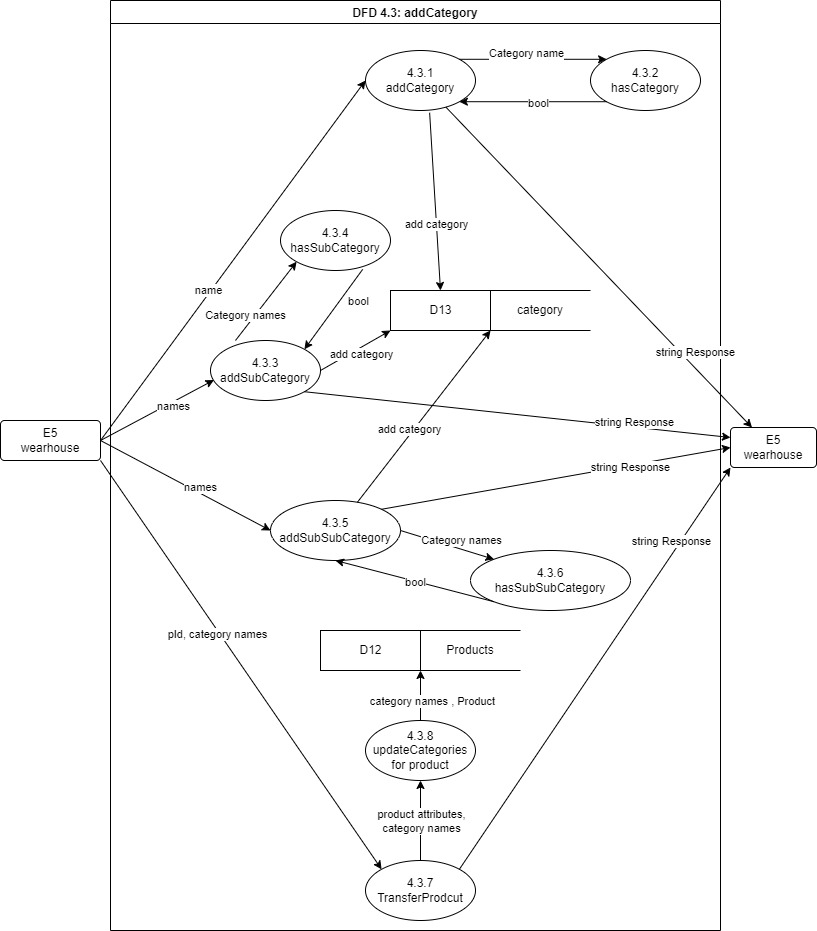 DFD 4.3: addCategory
4.3.1
addCategory
Category name
4.3.2
hasCategory
bool
add category
4.3.4
hasSubCategory
name
Category names
bool
D13
category
4.3.3
addSubCategory
add category
string Response
names
string Response
E5
wearhouse
E5
wearhouse
add category
string Response
names
4.3.5
addSubSubCategory
Category names
string Response
4.3.6
hasSubSubCategory
bool
pId, category names
D12
Products
category names , Product
4.3.8
updateCategories
for product
product attributes,
category names
4.3.7
TransferProdcut